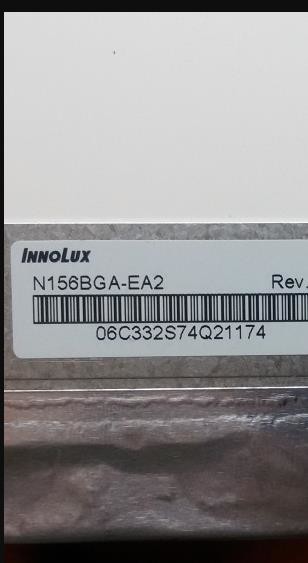 INNOLUX
N156BGA-EA2 Rev.
06C332S74Q21174